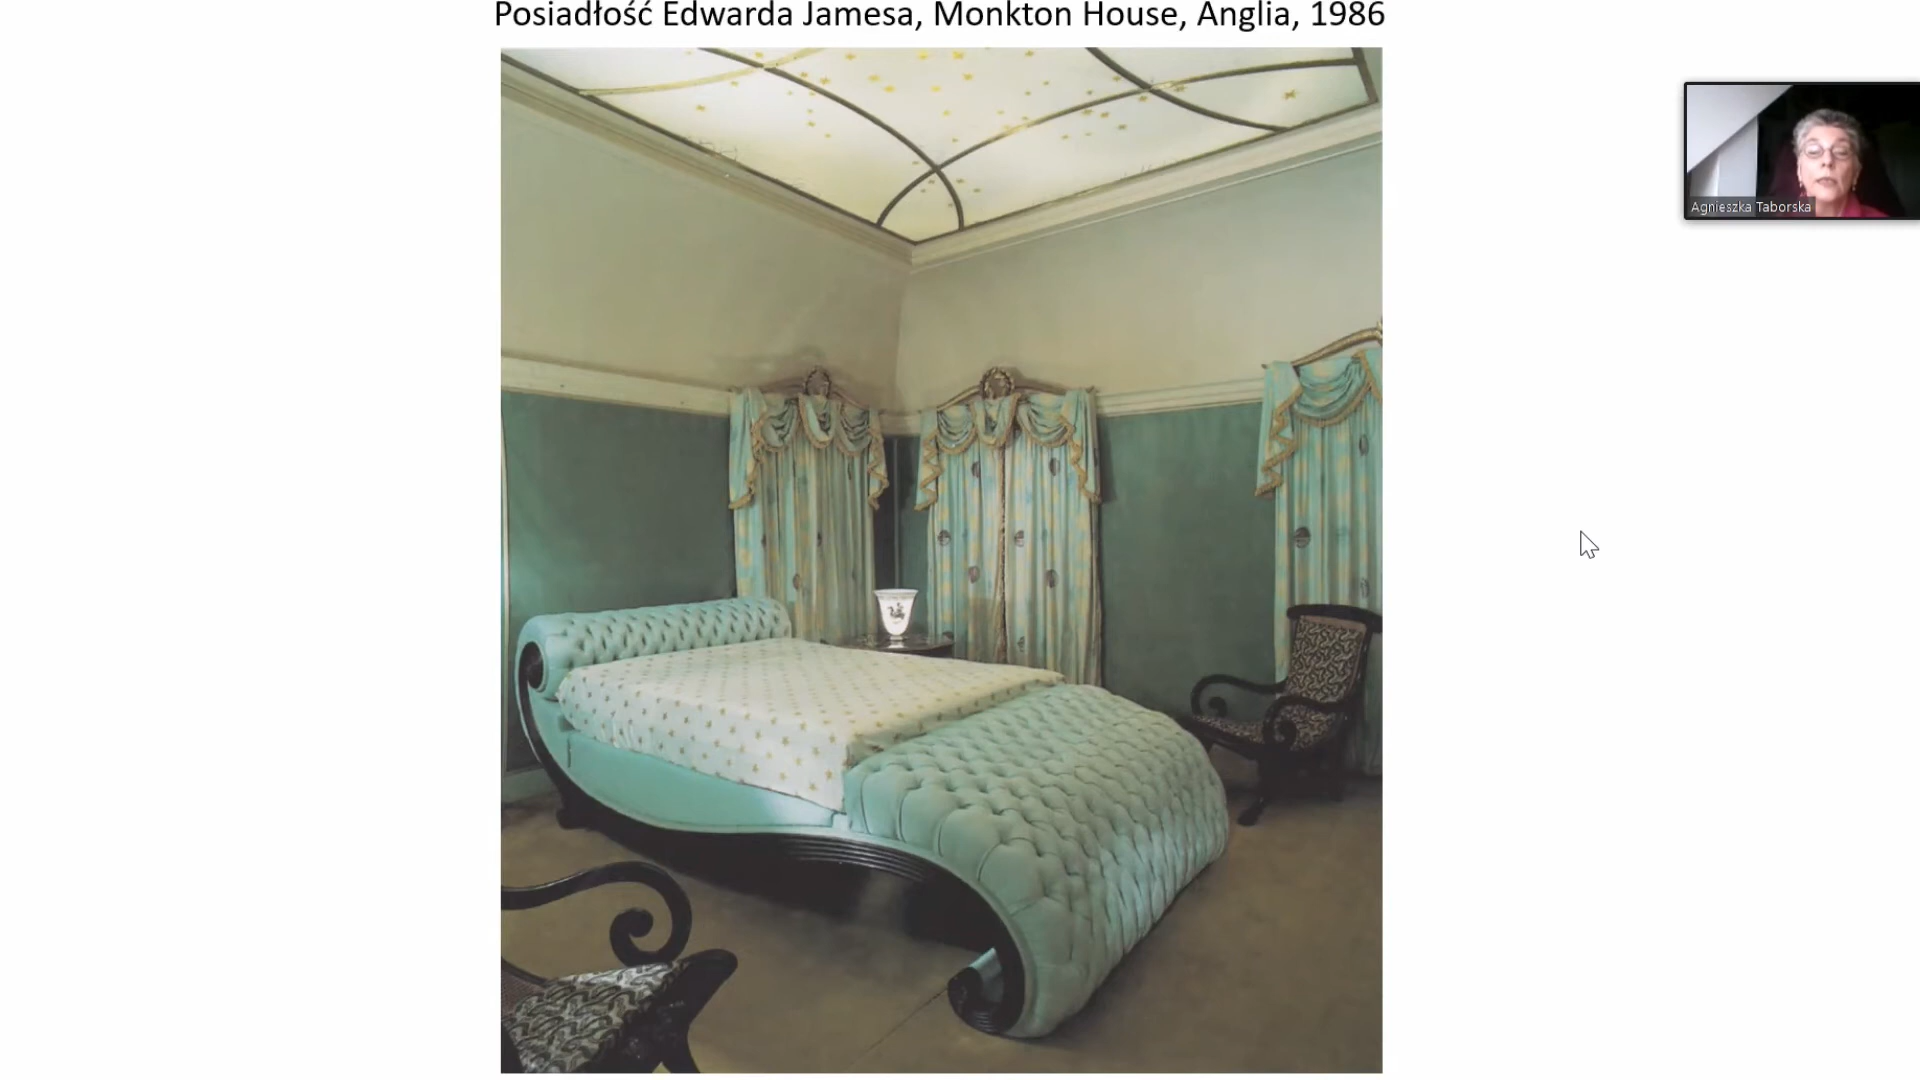 Posiadłość Edwarda Jamesa, Monkton House, Anglia, 1986
Agnieszka Taborska